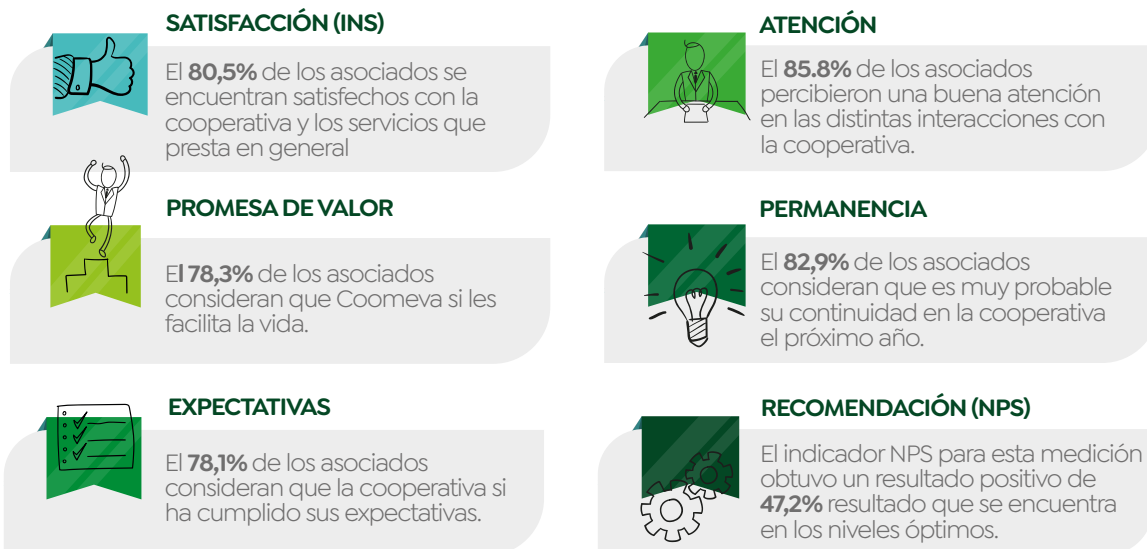 SATISFACCIÓN (INS)
El 80,5% de los asociados se
encuentran satisfechos con la
cooperativa y los servicios que
presta en general
ATENCIÓN
El 85.8% de los asociados
percibieron una buena atención
en las distintas interacciones con
la cooperativa.
PROMESA DE VALOR
El 78,3% de los asociados
consideran que Coomeva si les
facilita la vida.
PERMANENCIA
El 82,9% de los asociados
consideran que es muy probable
su continuidad en la cooperativa
el próximo año.
EXPECTATIVAS
El 78,1% de los asociados
consideran que la cooperativa si
ha cumplido sus expectativas.
RECOMENDACIÓN (NPS)
El indicador NPS para esta medición
obtuvo un resultado positivo de
47,2% resultado que se encuentra
en los niveles óptimos.